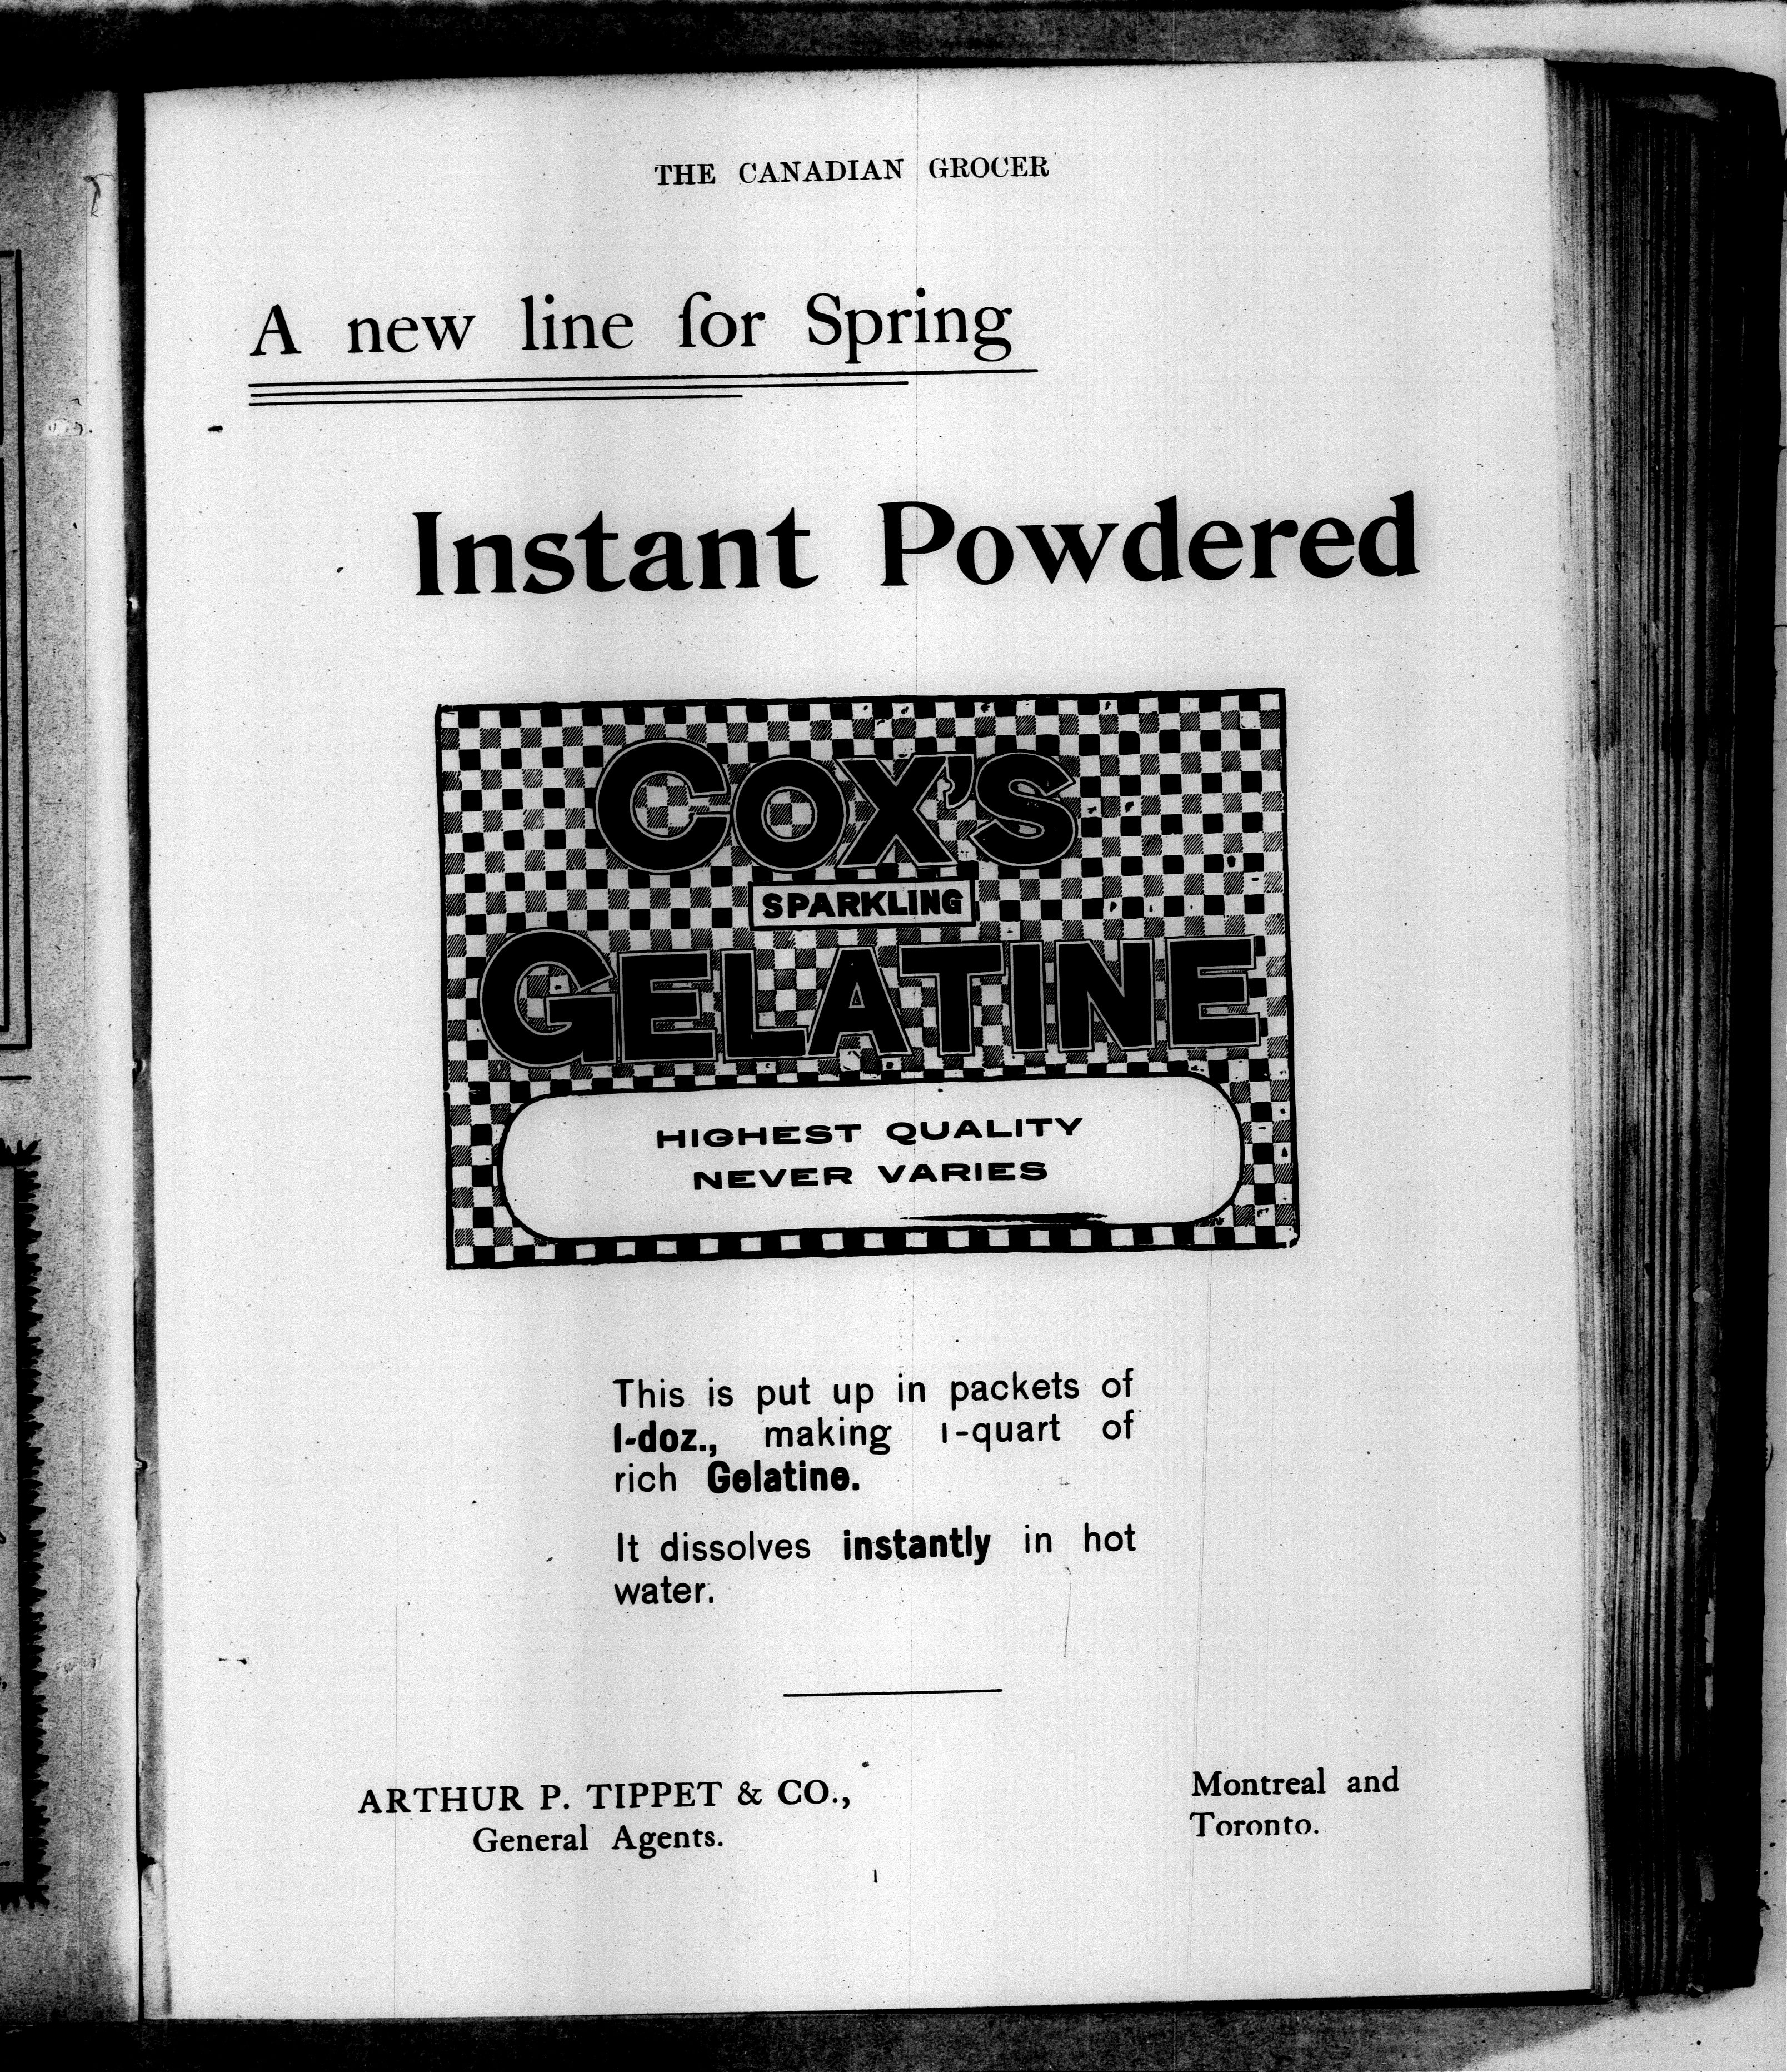 THE CANADIAN GROCER
A new line for Spring
Instant Powdered
COX'S
SPARKLING
GELATINE
HIGHEST QUALITY
NEVER VARIES
This is put up in packets of
1-doz., making 1-quart of
rich Gelatine.
It dissolves instantly in hot
water.
ARTHUR P. TIPPET & CO.,
General Agents.
Montreal and
Toronto.